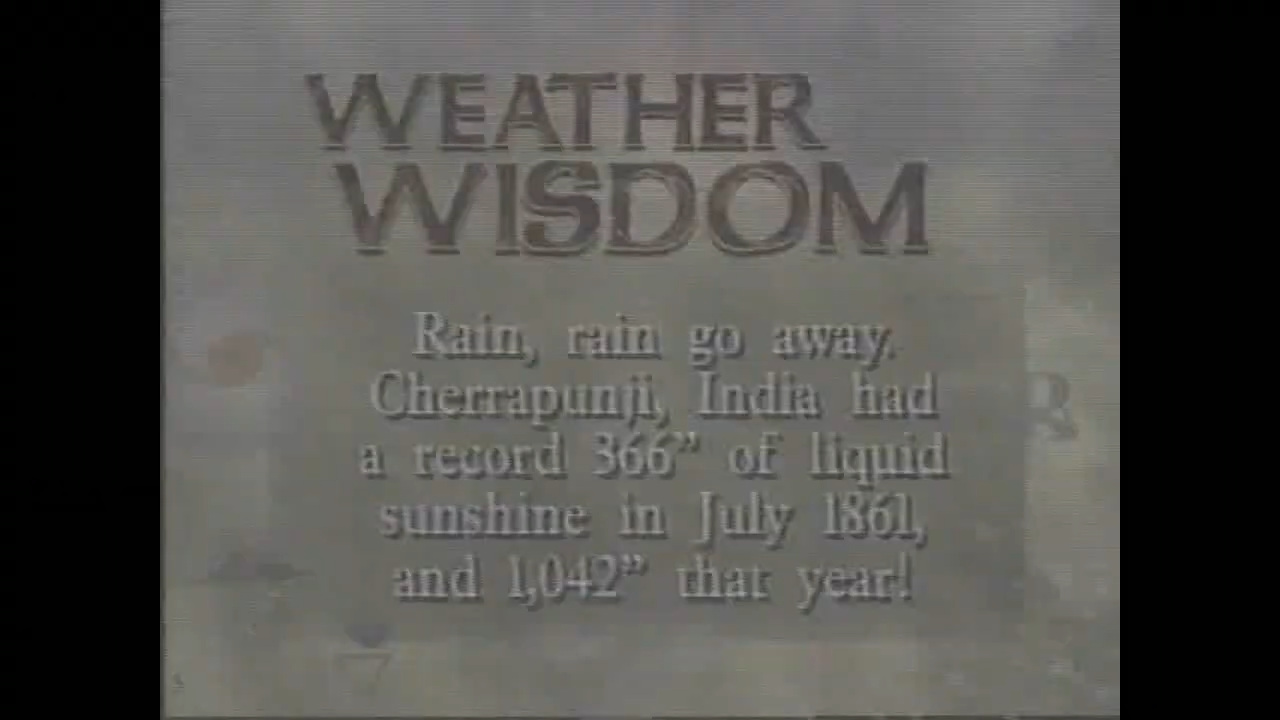 WEATHER
WISDOM
Rain, rain go away.
Cherrapunji, India had
a record 366” of liquid
sunshine in July 1861,
and 1,042” that year!
R